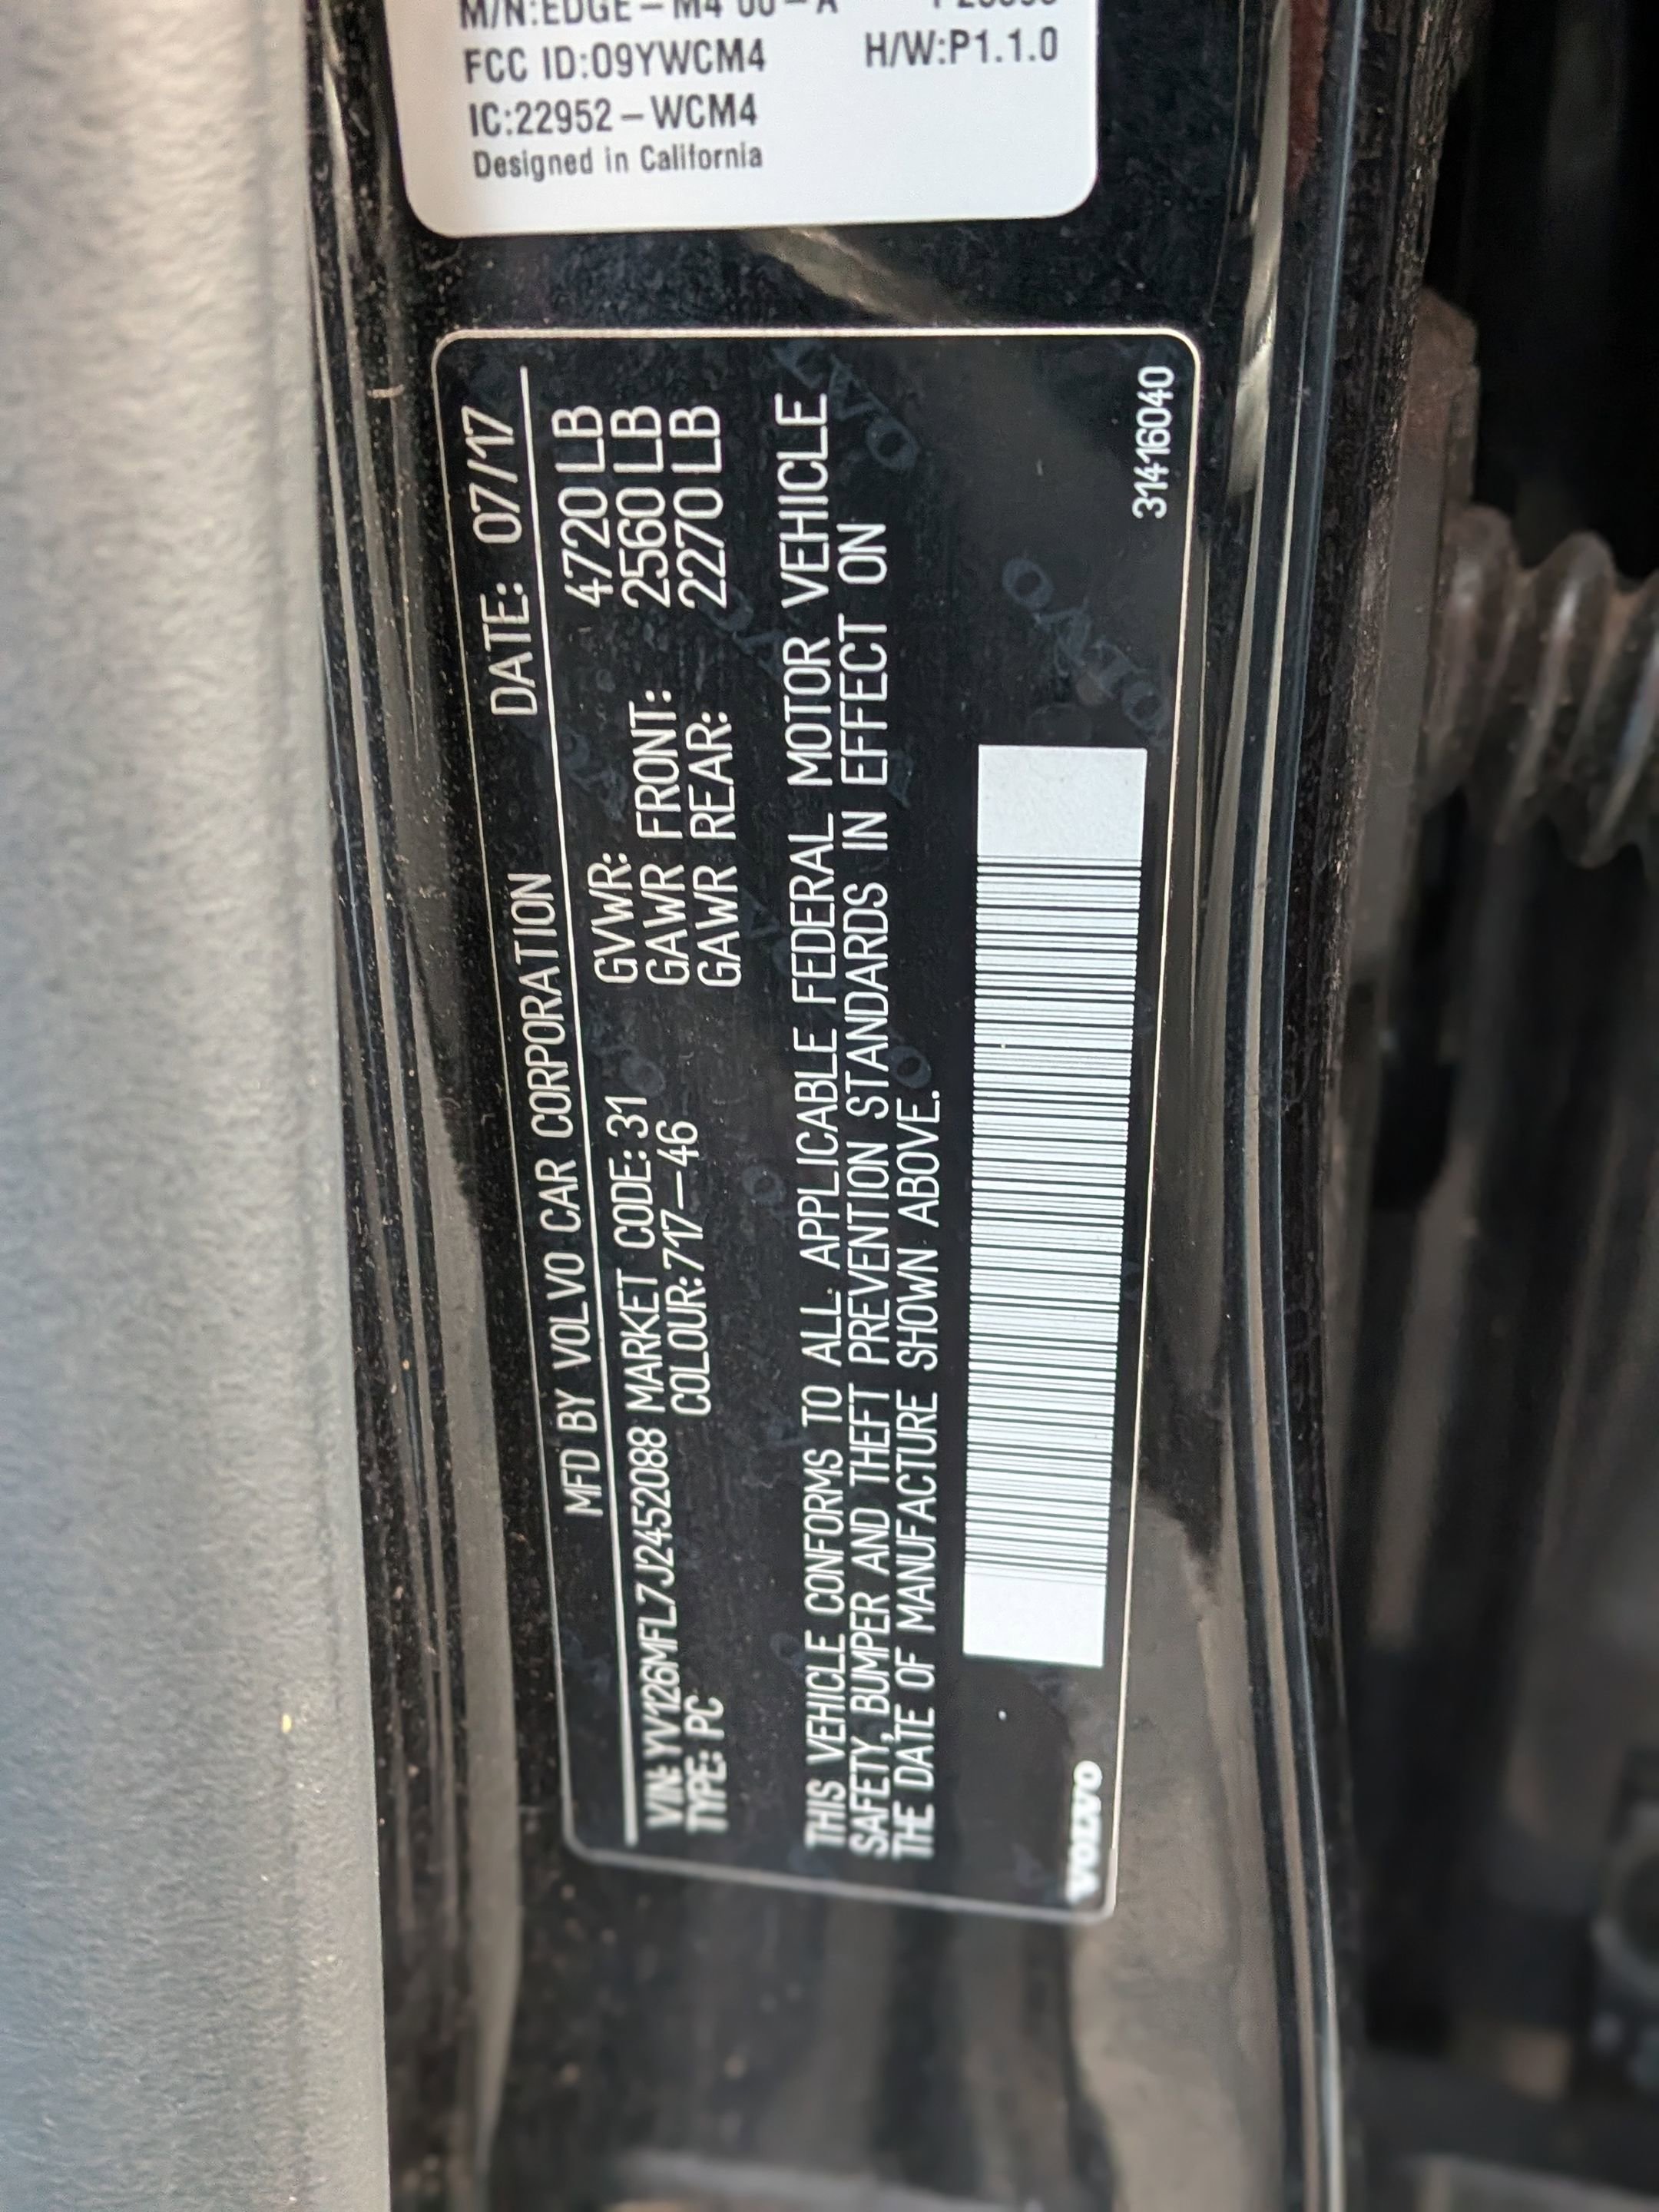 FCC ID:O9YWCM4 H/W:P1.1.0
IC:22952-WCM4
Designed in California
MFD BY VOLVO CAR CORPORATION DATE: 07/17
VIN: YV126MFL7J2452088 MARKET CODE: 31 GVWR: 4720 LB
TYPE: PC COLOUR: 717-46 GAWR FRONT: 2560 LB
GAWR REAR: 2270 LB
THIS VEHICLE CONFORMS TO ALL APPLICABLE FEDERAL MOTOR VEHICLE
SAFETY, BUMPER AND THEFT PREVENTION STANDARDS IN EFFECT ON
THE DATE OF MANUFACTURE SHOWN ABOVE.
VOLVO 31416040